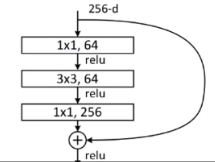 256-d
1x1, 64
relu
3x3, 64
relu
1x1, 256
+
relu